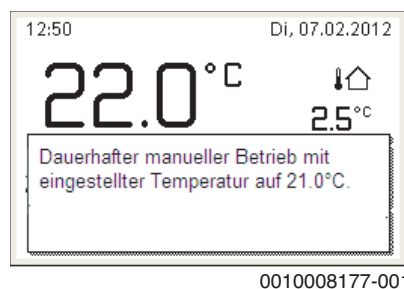 12:50 Di, 07.02.2012
22.0°C
2.5°C
Dauerhafter manueller Betrieb mit
eingestellter Temperatur auf 21.0°C.
0010008177-001